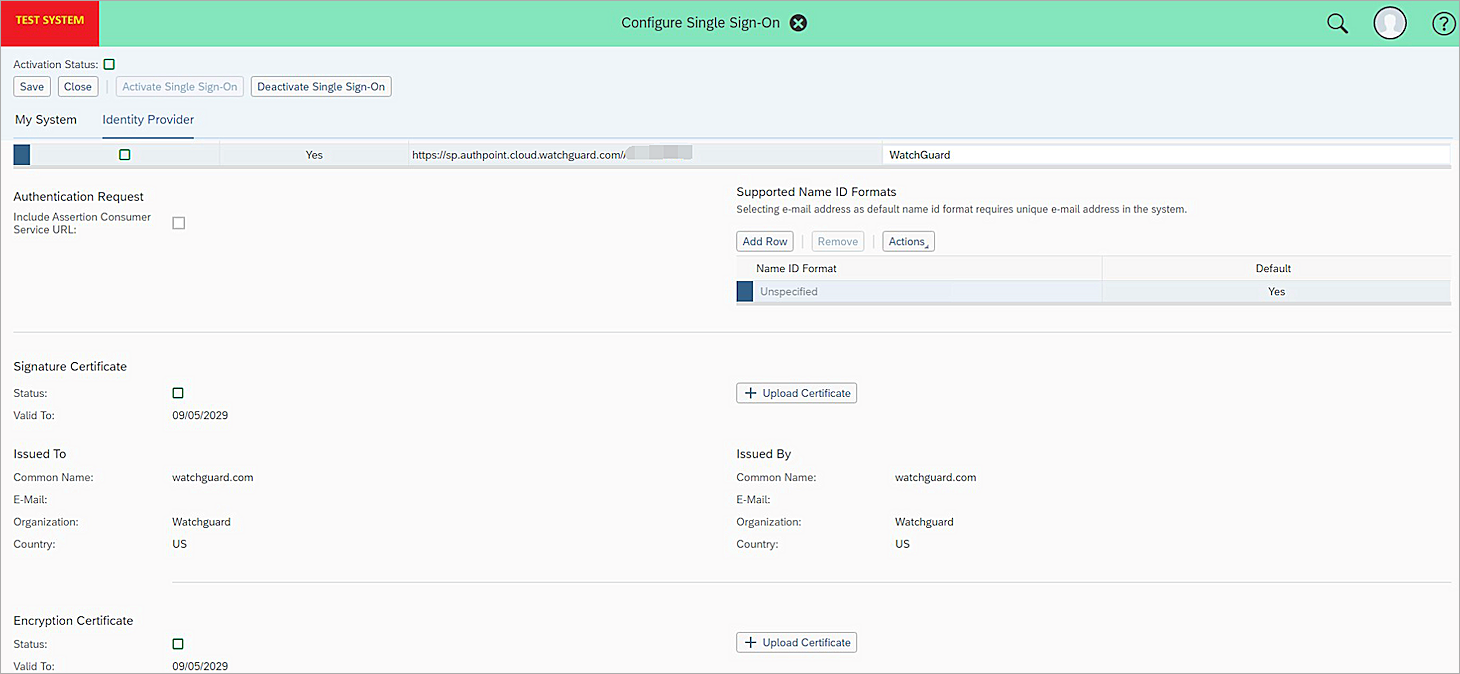 TEST SYSTEM
Configure Single Sign-On
Activation Status:
Save Close Activate Single Sign-On Deactivate Single Sign-On
My System Identity Provider
Yes https://sp.authpoint.cloud.watchguard.com/ WatchGuard
Authentication Request
Include Assertion Consumer
Service URL:
Supported Name ID Formats
Selecting e-mail address as default name id format requires unique e-mail address in the system.
Add Row Remove Actions
Name ID Format Default
Unspecified Yes
Signature Certificate
Status:
Upload Certificate
Valid To: 09/05/2029
Issued To
Common Name: watchguard.com
E-Mail:
Organization: Watchguard
Country: US
Issued By
Common Name: watchguard.com
E-Mail:
Organization: Watchguard
Country: US
Encryption Certificate
Status:
Upload Certificate
Valid To: 09/05/2029